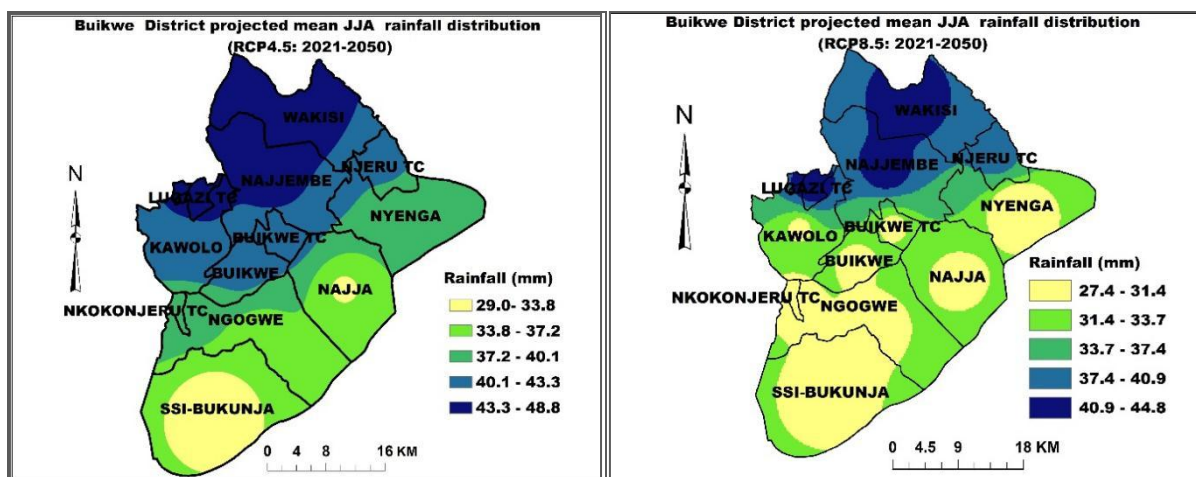 Buikwe District projected mean JJA rainfall distribution
(RCP4.5: 2021-2050)
N
WAKISI
NJERU TC
NAJJEMBE
LUGAZI TC
NYENGA
KAWOLO
BUIKWE TC
BUIKWE
NAJJA
NKOKONJERU TC
NGOGWE
SSI-BUKUNJA
Rainfall (mm)
29.0- 33.8
33.8 - 37.2
37.2 - 40.1
40.1 - 43.3
43.3 - 48.8
0 4 8 16 KM
Buikwe District projected mean JJA rainfall distribution
(RCP8.5: 2021-2050)
N
WAKISI
NJERU TC
NAJJEMBE
LUGAZI TC
NYENGA
KAWOLO
BUIKWE TC
BUIKWE
NAJJA
NKOKONJERU TC
NGOGWE
SSI-BUKUNJA
Rainfall (mm)
27.4 - 31.4
31.4 - 33.7
33.7 - 37.4
37.4 - 40.9
40.9 - 44.8
0 4.5 9 18 KM